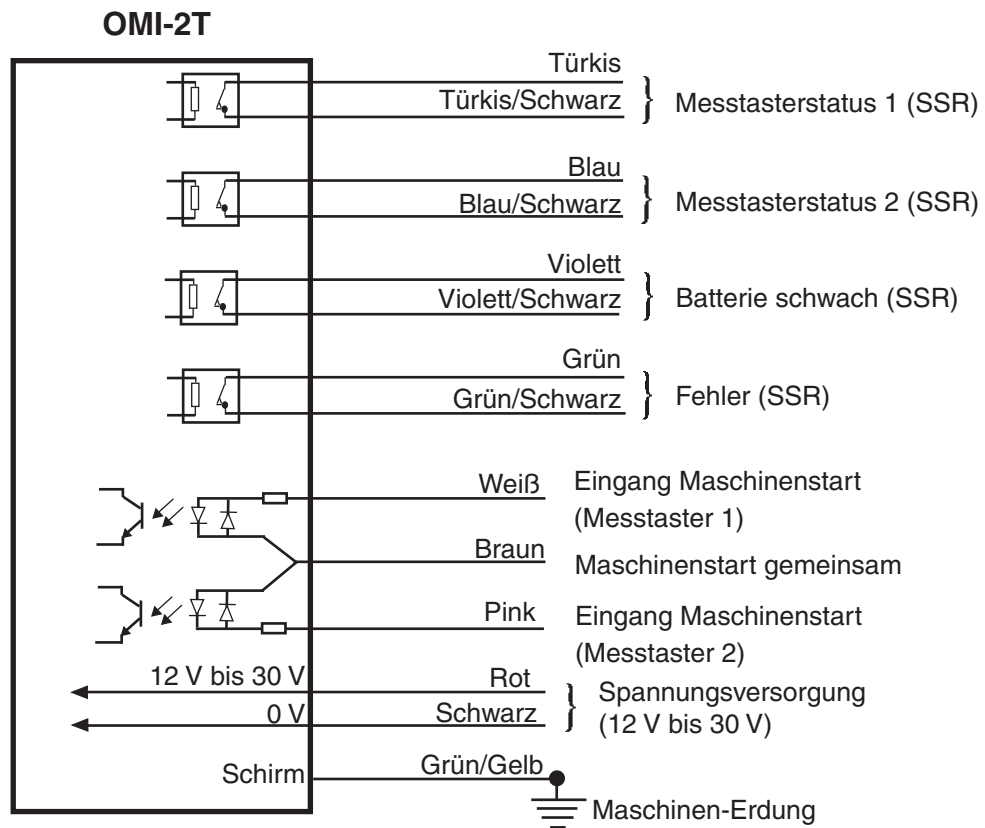 OMI-2T
Türkis
Türkis/Schwarz
Messtasterstatus 1 (SSR)
Blau
Blau/Schwarz
Messtasterstatus 2 (SSR)
Violett
Violett/Schwarz
Batterie schwach (SSR)
Grün
Grün/Schwarz
Fehler (SSR)
Weiß
Eingang Maschinenstart
(Messtaster 1)
Braun
Maschinenstart gemeinsam
Pink
Eingang Maschinenstart
(Messtaster 2)
12 V bis 30 V
Rot
0 V
Schwarz
Spannungsversorgung
(12 V bis 30 V)
Schirm
Grün/Gelb
Maschinen-Erdung